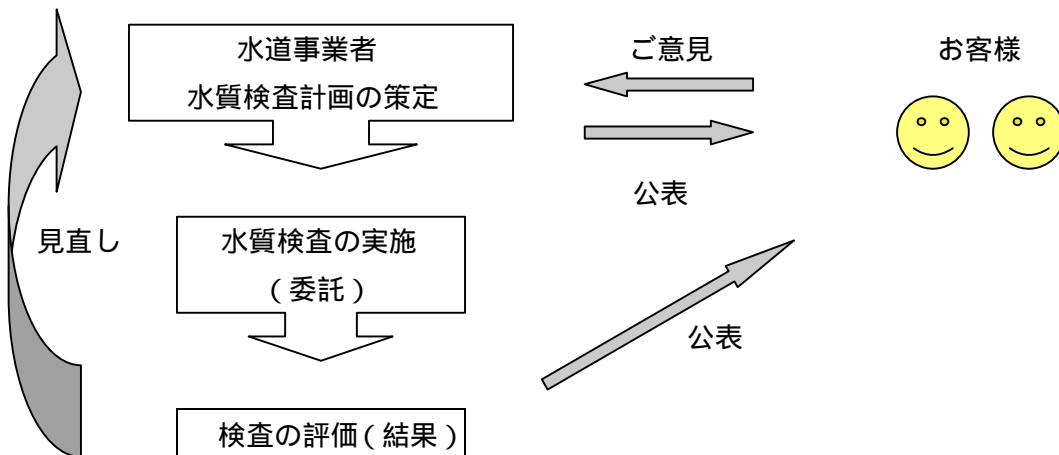 水道事業者
水質検査計画の策定
ご意見
お客様
公表
見直し
水質検査の実施
（委託）
公表
検査の評価（結果）